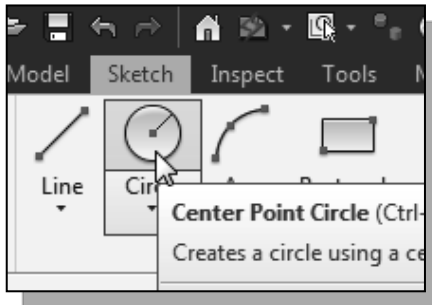 Model Sketch Inspect Tools
Line
Center Point Circle (Ctrl-
Creates a circle using a ce